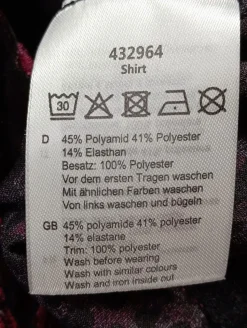 432964
Shirt
30
D 45% Polyamid 41% Polyester
14% Elasthan
Besatz: 100% Polyester
Vor dem ersten Tragen waschen
Mit ähnlichen Farben waschen
Von links waschen und bügeln
GB 45% polyamide 41% polyester
14% elastane
Trim: 100% polyester
Wash before wearing
Wash with similar colours
Wash and iron inside out